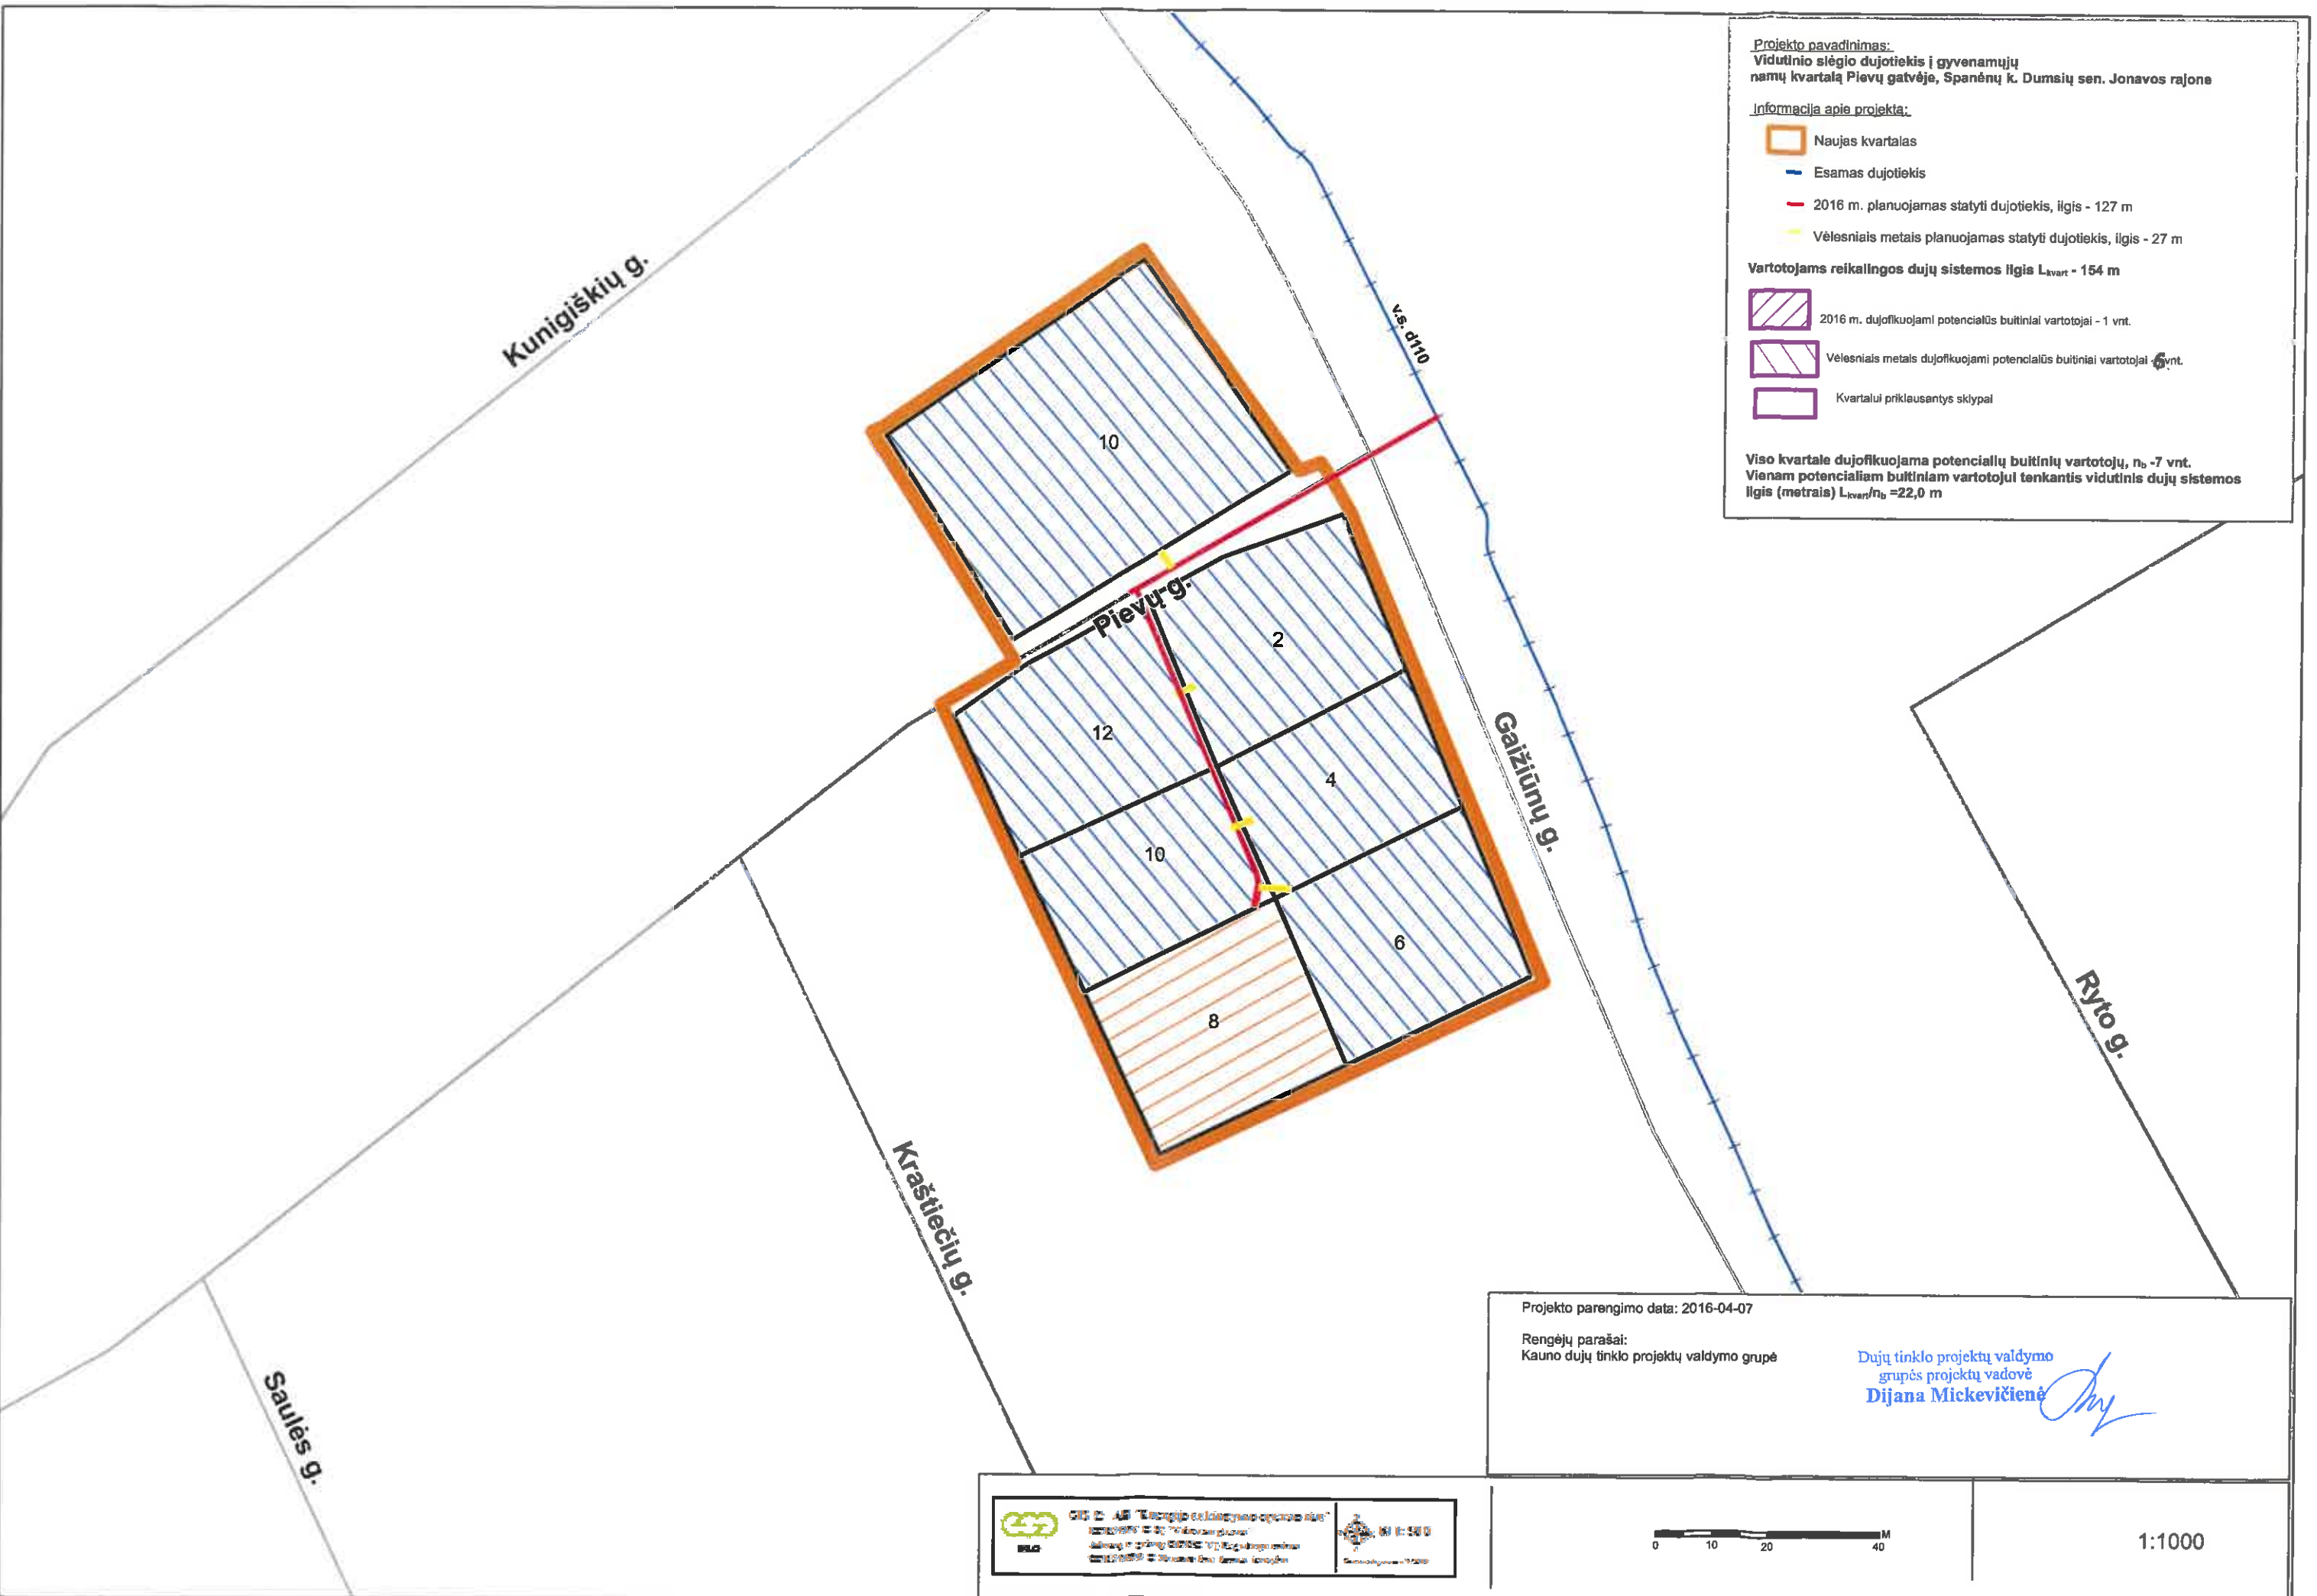 Projekto pavadinimas:
Vidutinio slėgio dujotiekis į gyvenamųjų
namų kvartalą Pievų gatvėje, Spanėnų k. Dumsių sen. Jonavos rajone
Informacija apie projektą:
Naujas kvartalas
Esamas dujotiekis
2016 m. planuojamas statyti dujotiekis, ilgis - 127 m
Vėlesniais metais planuojamas statyti dujotiekis, ilgis - 27 m
Vartotojams reikalingos dujų sistemos ilgis Lkvart - 154 m
2016 m. dujofikuojami potencialūs buitiniai vartotojai - 1 vnt.
Vėlesniais metais dujofikuojami potencialūs buitiniai vartotojai - 6 vnt.
Kvartalui priklausantys sklypai
Viso kvartale dujofikuojama potencialių buitinių vartotojų, nb -7 vnt.
Vienam potencialiam buitiniam vartotojui tenkantis vidutinis dujų sistemos
ilgis (metrais) Lkvart/nb =22,0 m
Kunigiškių g.
v.s. d110
10
Pievų g.
2
12
4
10
6
8
Gaižiūnų g.
Ryto g.
Kraštiečių g.
Saulės g.
Projekto parengimo data: 2016-04-07
Rengėjų parašai:
Kauno dujų tinklo projektų valdymo grupė
Dujų tinklo projektų valdymo
grupės projektų vadovė
Dijana Mickevičienė
0 10 20 40 M
1:1000